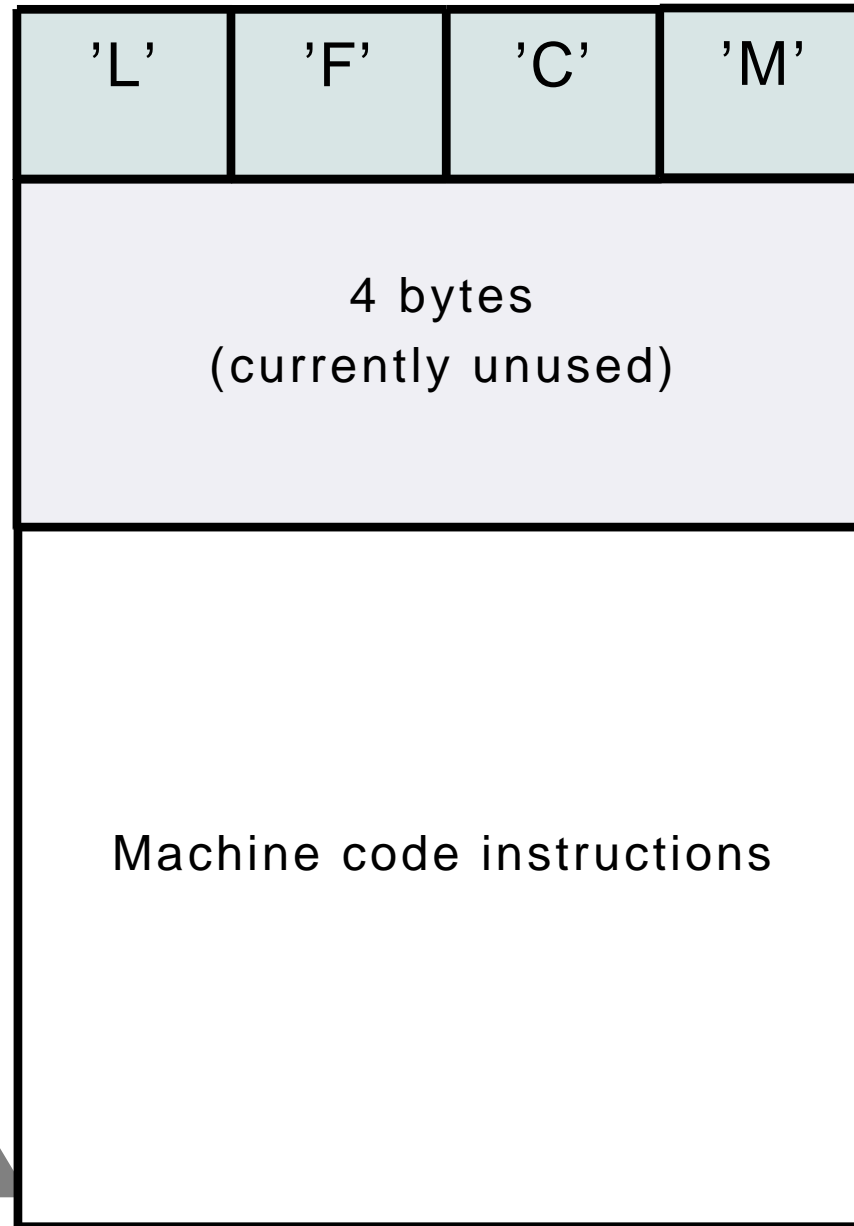 ’L’ ’F’ ’C’ ’M’
4 bytes
(currently unused)
Machine code instructions